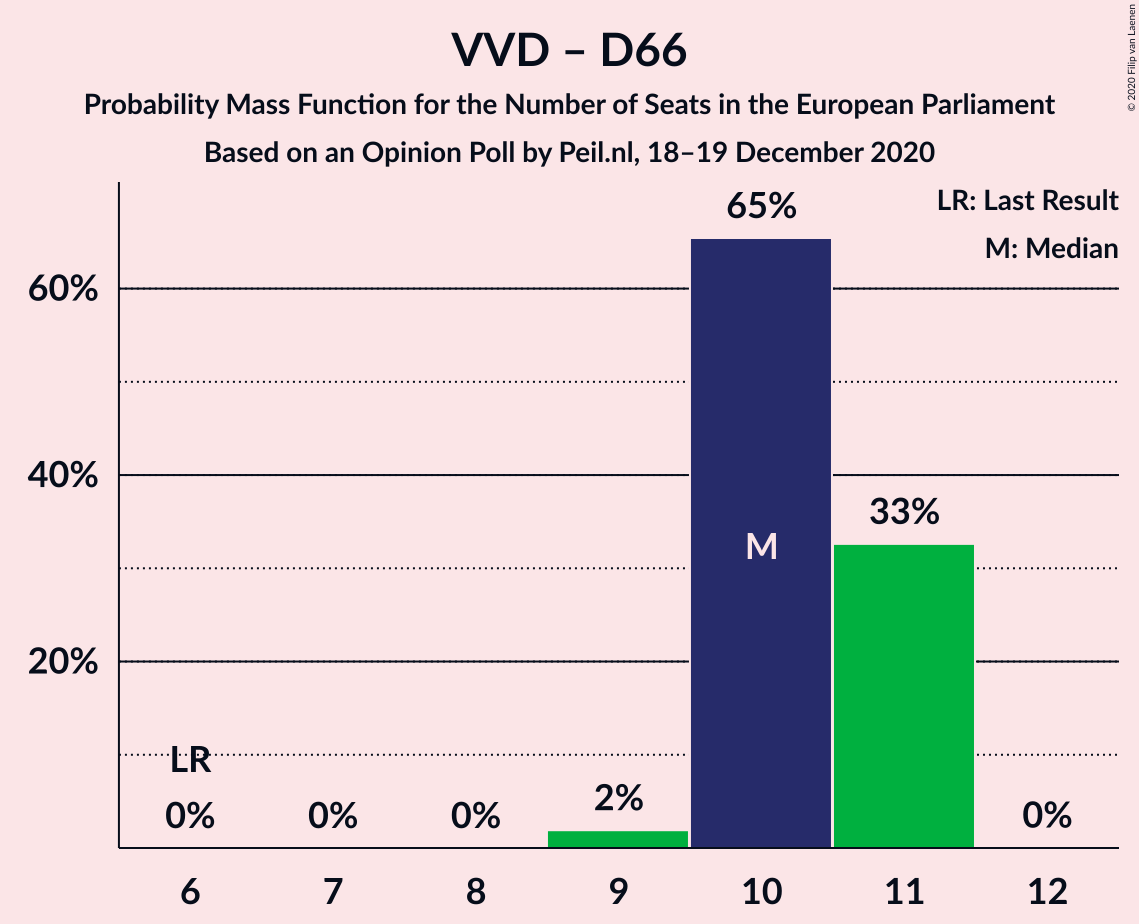 © 2020 Filip van Laenen
VVD – D66
Probability Mass Function for the Number of Seats in the European Parliament
Based on an Opinion Poll by Peil.nl, 18–19 December 2020
LR: Last Result
M: Median
65%
60%
40%
33%
M
20%
LR
0% 0% 0% 2% 0%
6 7 8 9 10 11 12